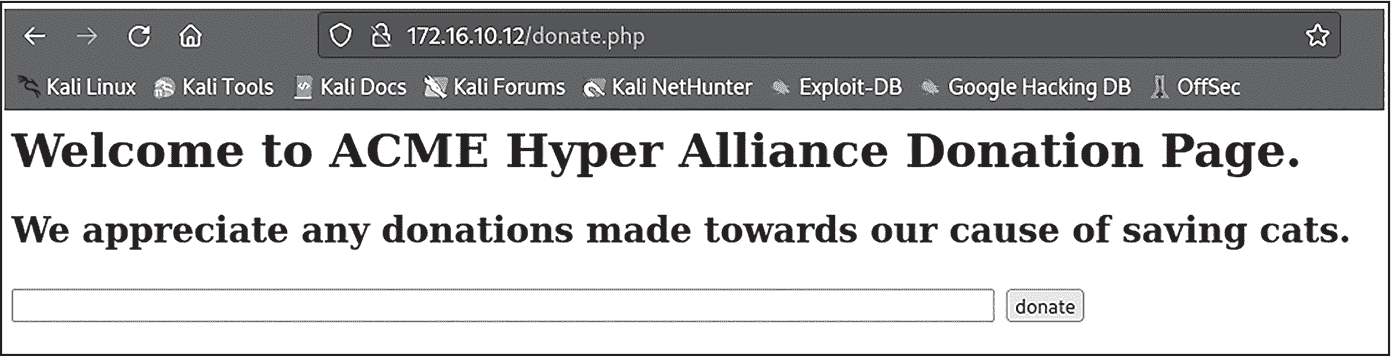 172.16.10.12/donate.php
Kali Linux Kali Tools Kali Docs Kali Forums Kali NetHunter Exploit-DB Google Hacking DB OffSec
Welcome to ACME Hyper Alliance Donation Page.
We appreciate any donations made towards our cause of saving cats.
donate